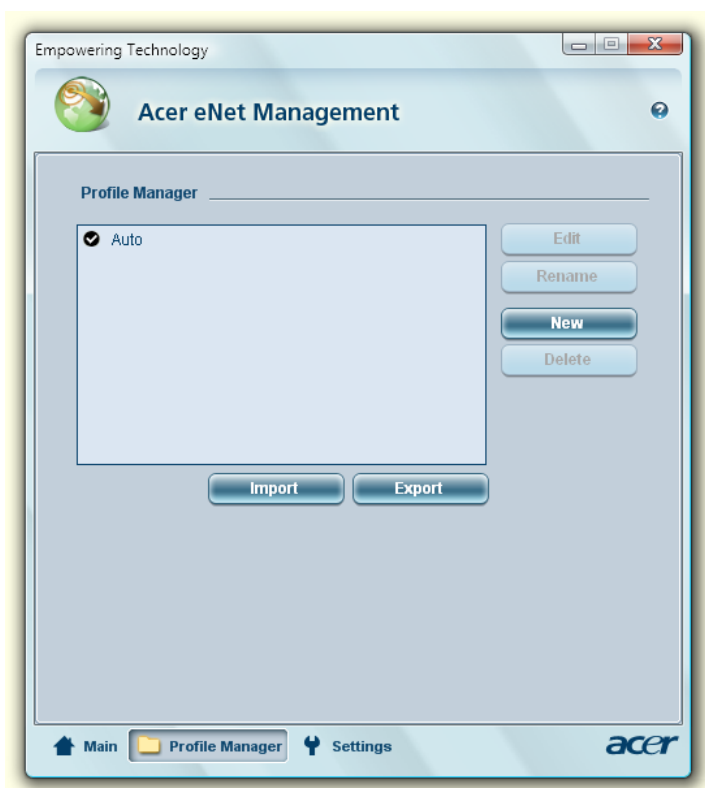 Empowering Technology
Acer eNet Management
Profile Manager
Auto
Edit
Rename
New
Delete
Import
Export
Main
Profile Manager
Settings
acer